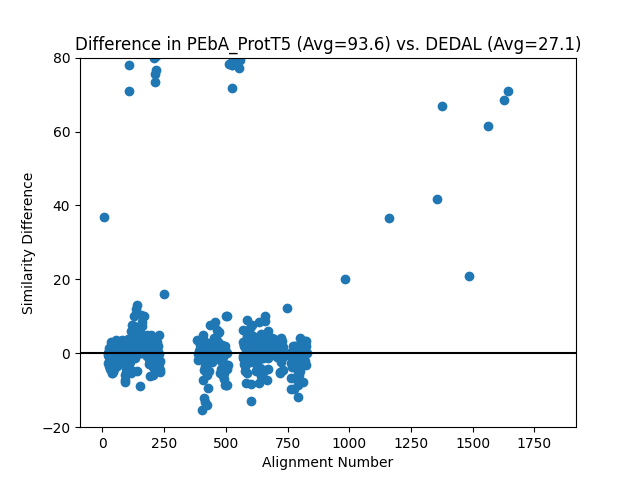 Difference in PEbA_ProtT5 (Avg=93.6) vs. DEDAL (Avg=27.1)
Similarity Difference
80
60
40
20
0
−20
0 250 500 750 1000 1250 1500 1750
Alignment Number